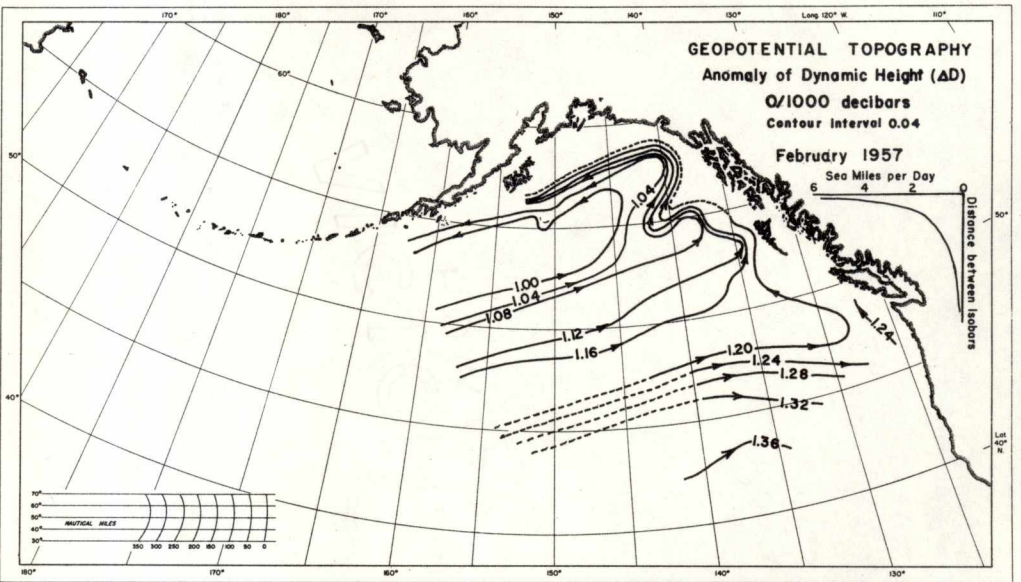 170° 180° 170° 160° 150° 140° 130° Long. 120° W. 110°
GEOPOTENTIAL TOPOGRAPHY
Anomaly of Dynamic Height (ΔD)
0/1000 decibars
Contour Interval 0.04
February 1957
Sea Miles per Day
6 4 2 0
Distance between Isobars
60°
50°
50°
40°
Lat.
40°
N.
1.04
1.00
1.04
1.08
1.12
1.16
1.20
1.24
1.24
1.28
1.32
1.36
70°
60°
50°
40°
30°
NAUTICAL MILES
350 300 250 200 150 100 50 0
180° 170° 160° 150° 140° 130°